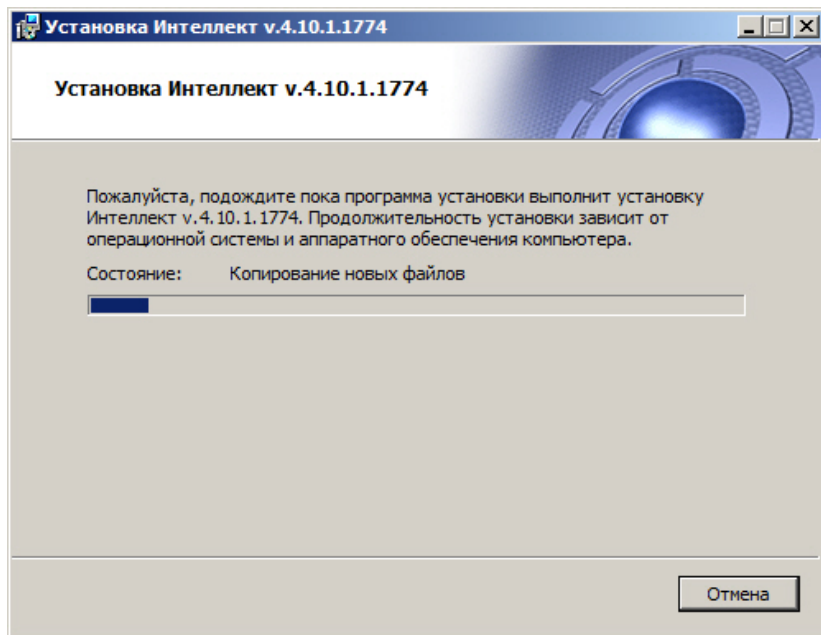 Установка Интеллект v.4.10.1.1774
Установка Интеллект v.4.10.1.1774
Пожалуйста, подождите пока программа установки выполнит установку
Интеллект v.4.10.1.1774. Продолжительность установки зависит от
операционной системы и аппаратного обеспечения компьютера.
Состояние: Копирование новых файлов
Отмена